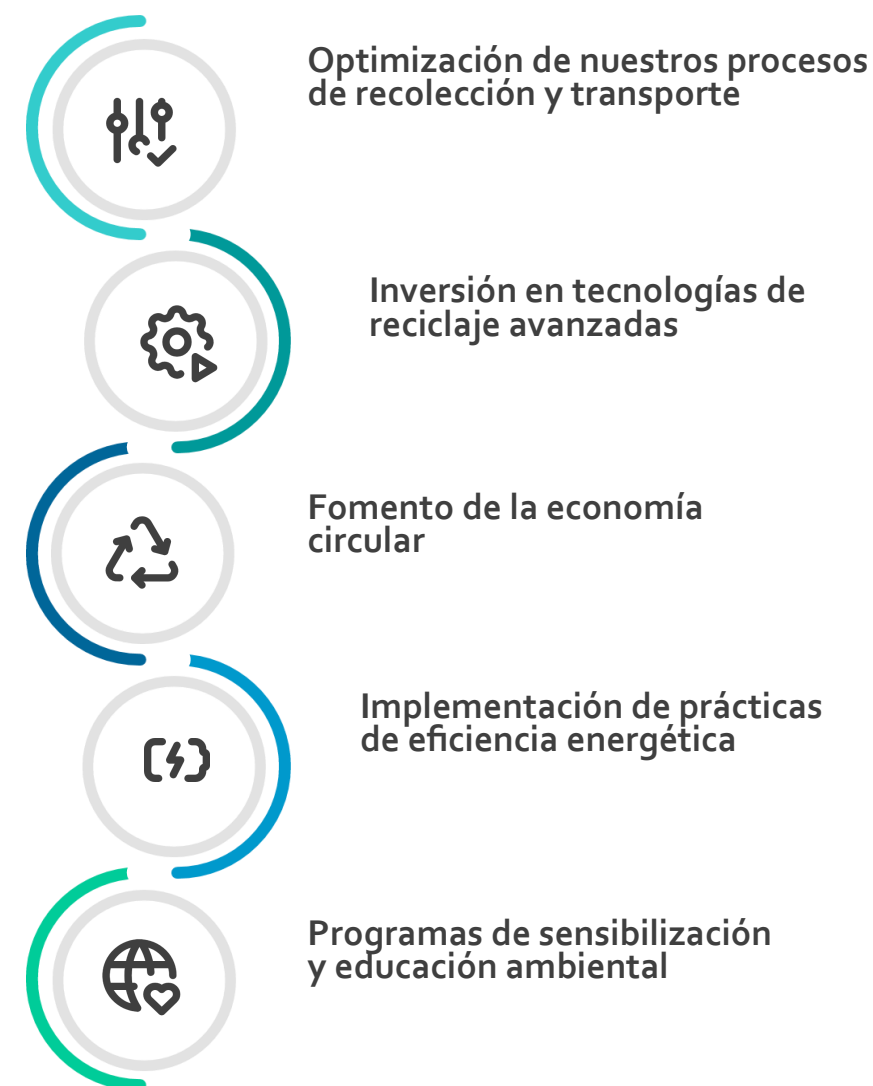 Optimización de nuestros procesos
de recolección y transporte
Inversión en tecnologías de
reciclaje avanzadas
Fomento de la economía
circular
Implementación de prácticas
de eficiencia energética
Programas de sensibilización
y educación ambiental